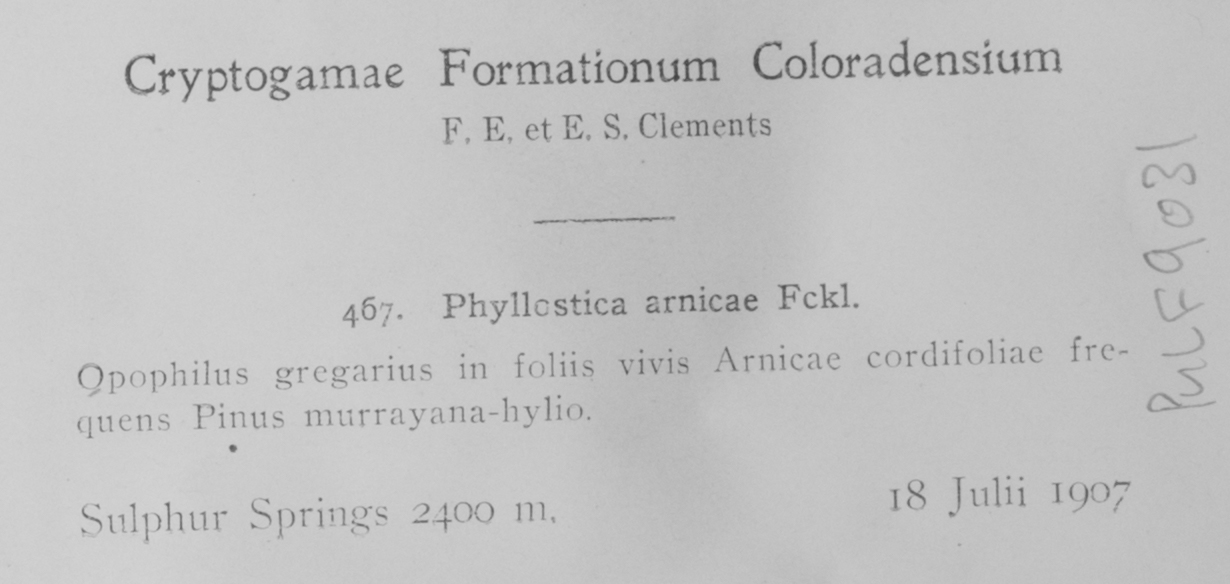 Cryptogamae Formationum Coloradensium
F. E. et E. S. Clements
467. Phyllostica arnicae Fckl.
Opophilus gregarius in foliis vivis Arnicae cordifoliae fre-
quens Pinus murrayana-hylio.
Sulphur Springs 2400 m. 18 Julii 1907
PULF9031